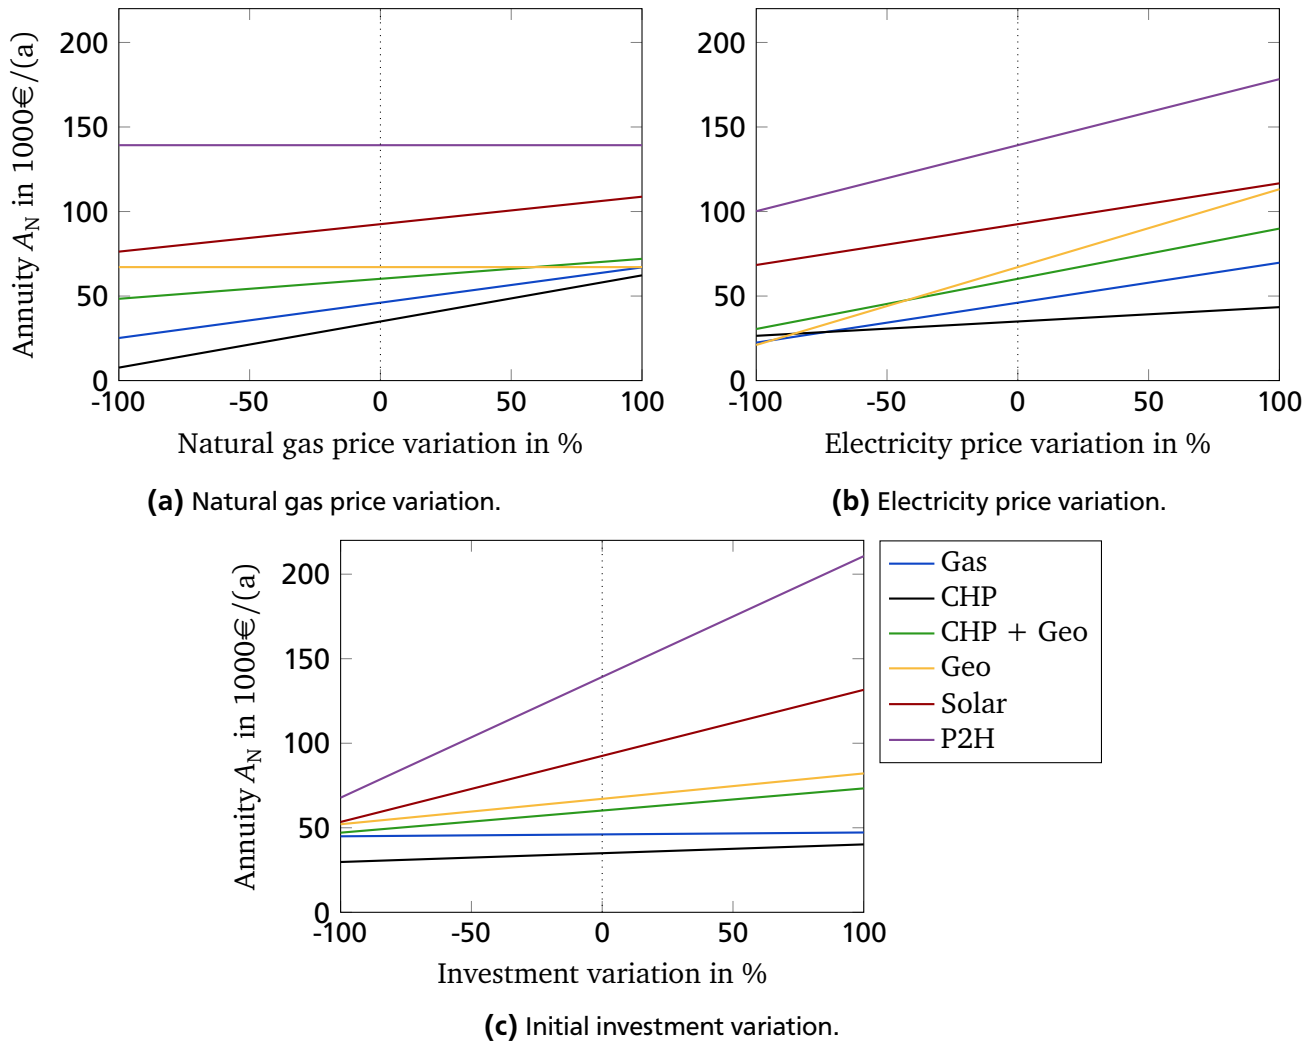 Annuity A_N in 1000€/(a)
200
150
100
50
0
-100 -50 0 50 100
Natural gas price variation in %
(a) Natural gas price variation.
200
150
100
50
0
-100 -50 0 50 100
Electricity price variation in %
(b) Electricity price variation.
Annuity A_N in 1000€/(a)
200
150
100
50
0
-100 -50 0 50 100
Investment variation in %
(c) Initial investment variation.
Gas
CHP
CHP + Geo
Geo
Solar
P2H